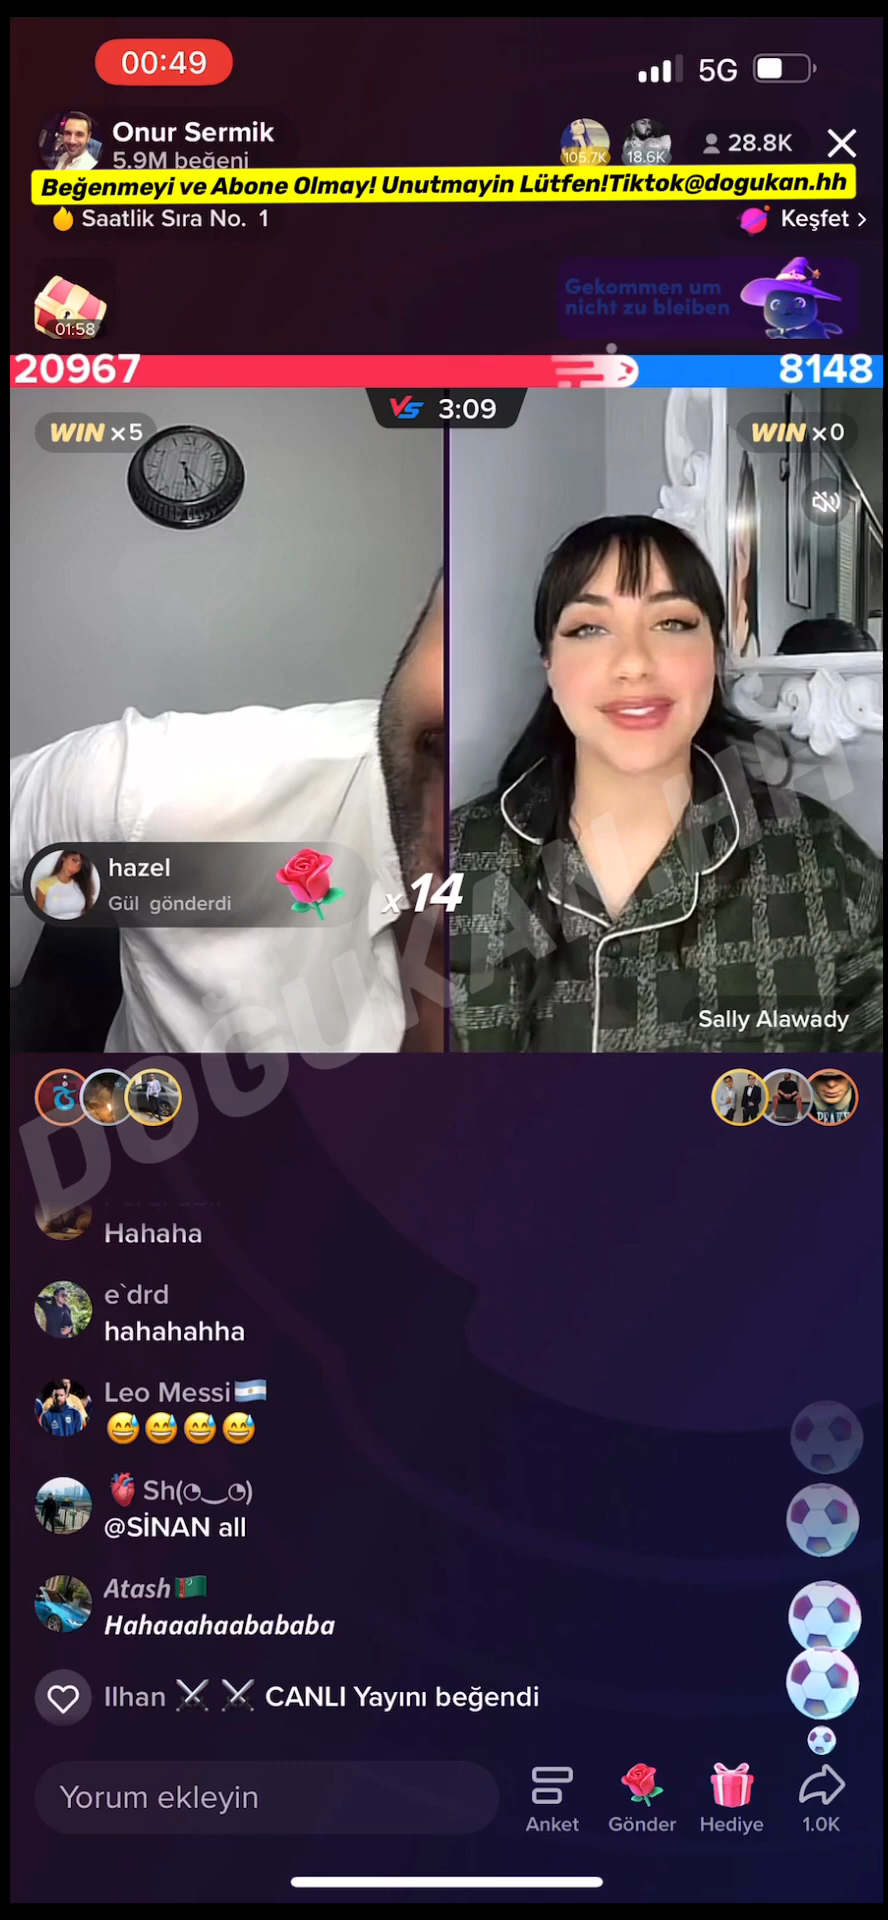 00:49
5G
Onur Sermik
5.9M beğeni
105.7K
18.6K
28.8K
Beğenmeyi ve Abone Olmay! Unutmayin Lütfen!Tiktok@dogukan.hh
Saatlik Sıra No. 1
Keşfet >
01:58
Gekommen um
nicht zu bleiben
20967
8148
VS 3:09
WIN x5
WIN x0
hazel
Gül gönderdi
x14
DOĞUKAN.HH
Sally Alawady
Hahaha
e`drd
hahahahha
Leo Messi🇦🇷
😅😅😅😅
🫀Sh(◔‿◔)
@SİNAN all
Atash🇹🇲
Hahaaahaabababa
Ilhan ⚔️ ⚔️ CANLI Yayını beğendi
Yorum ekleyin
Anket
Gönder
Hediye
1.0K